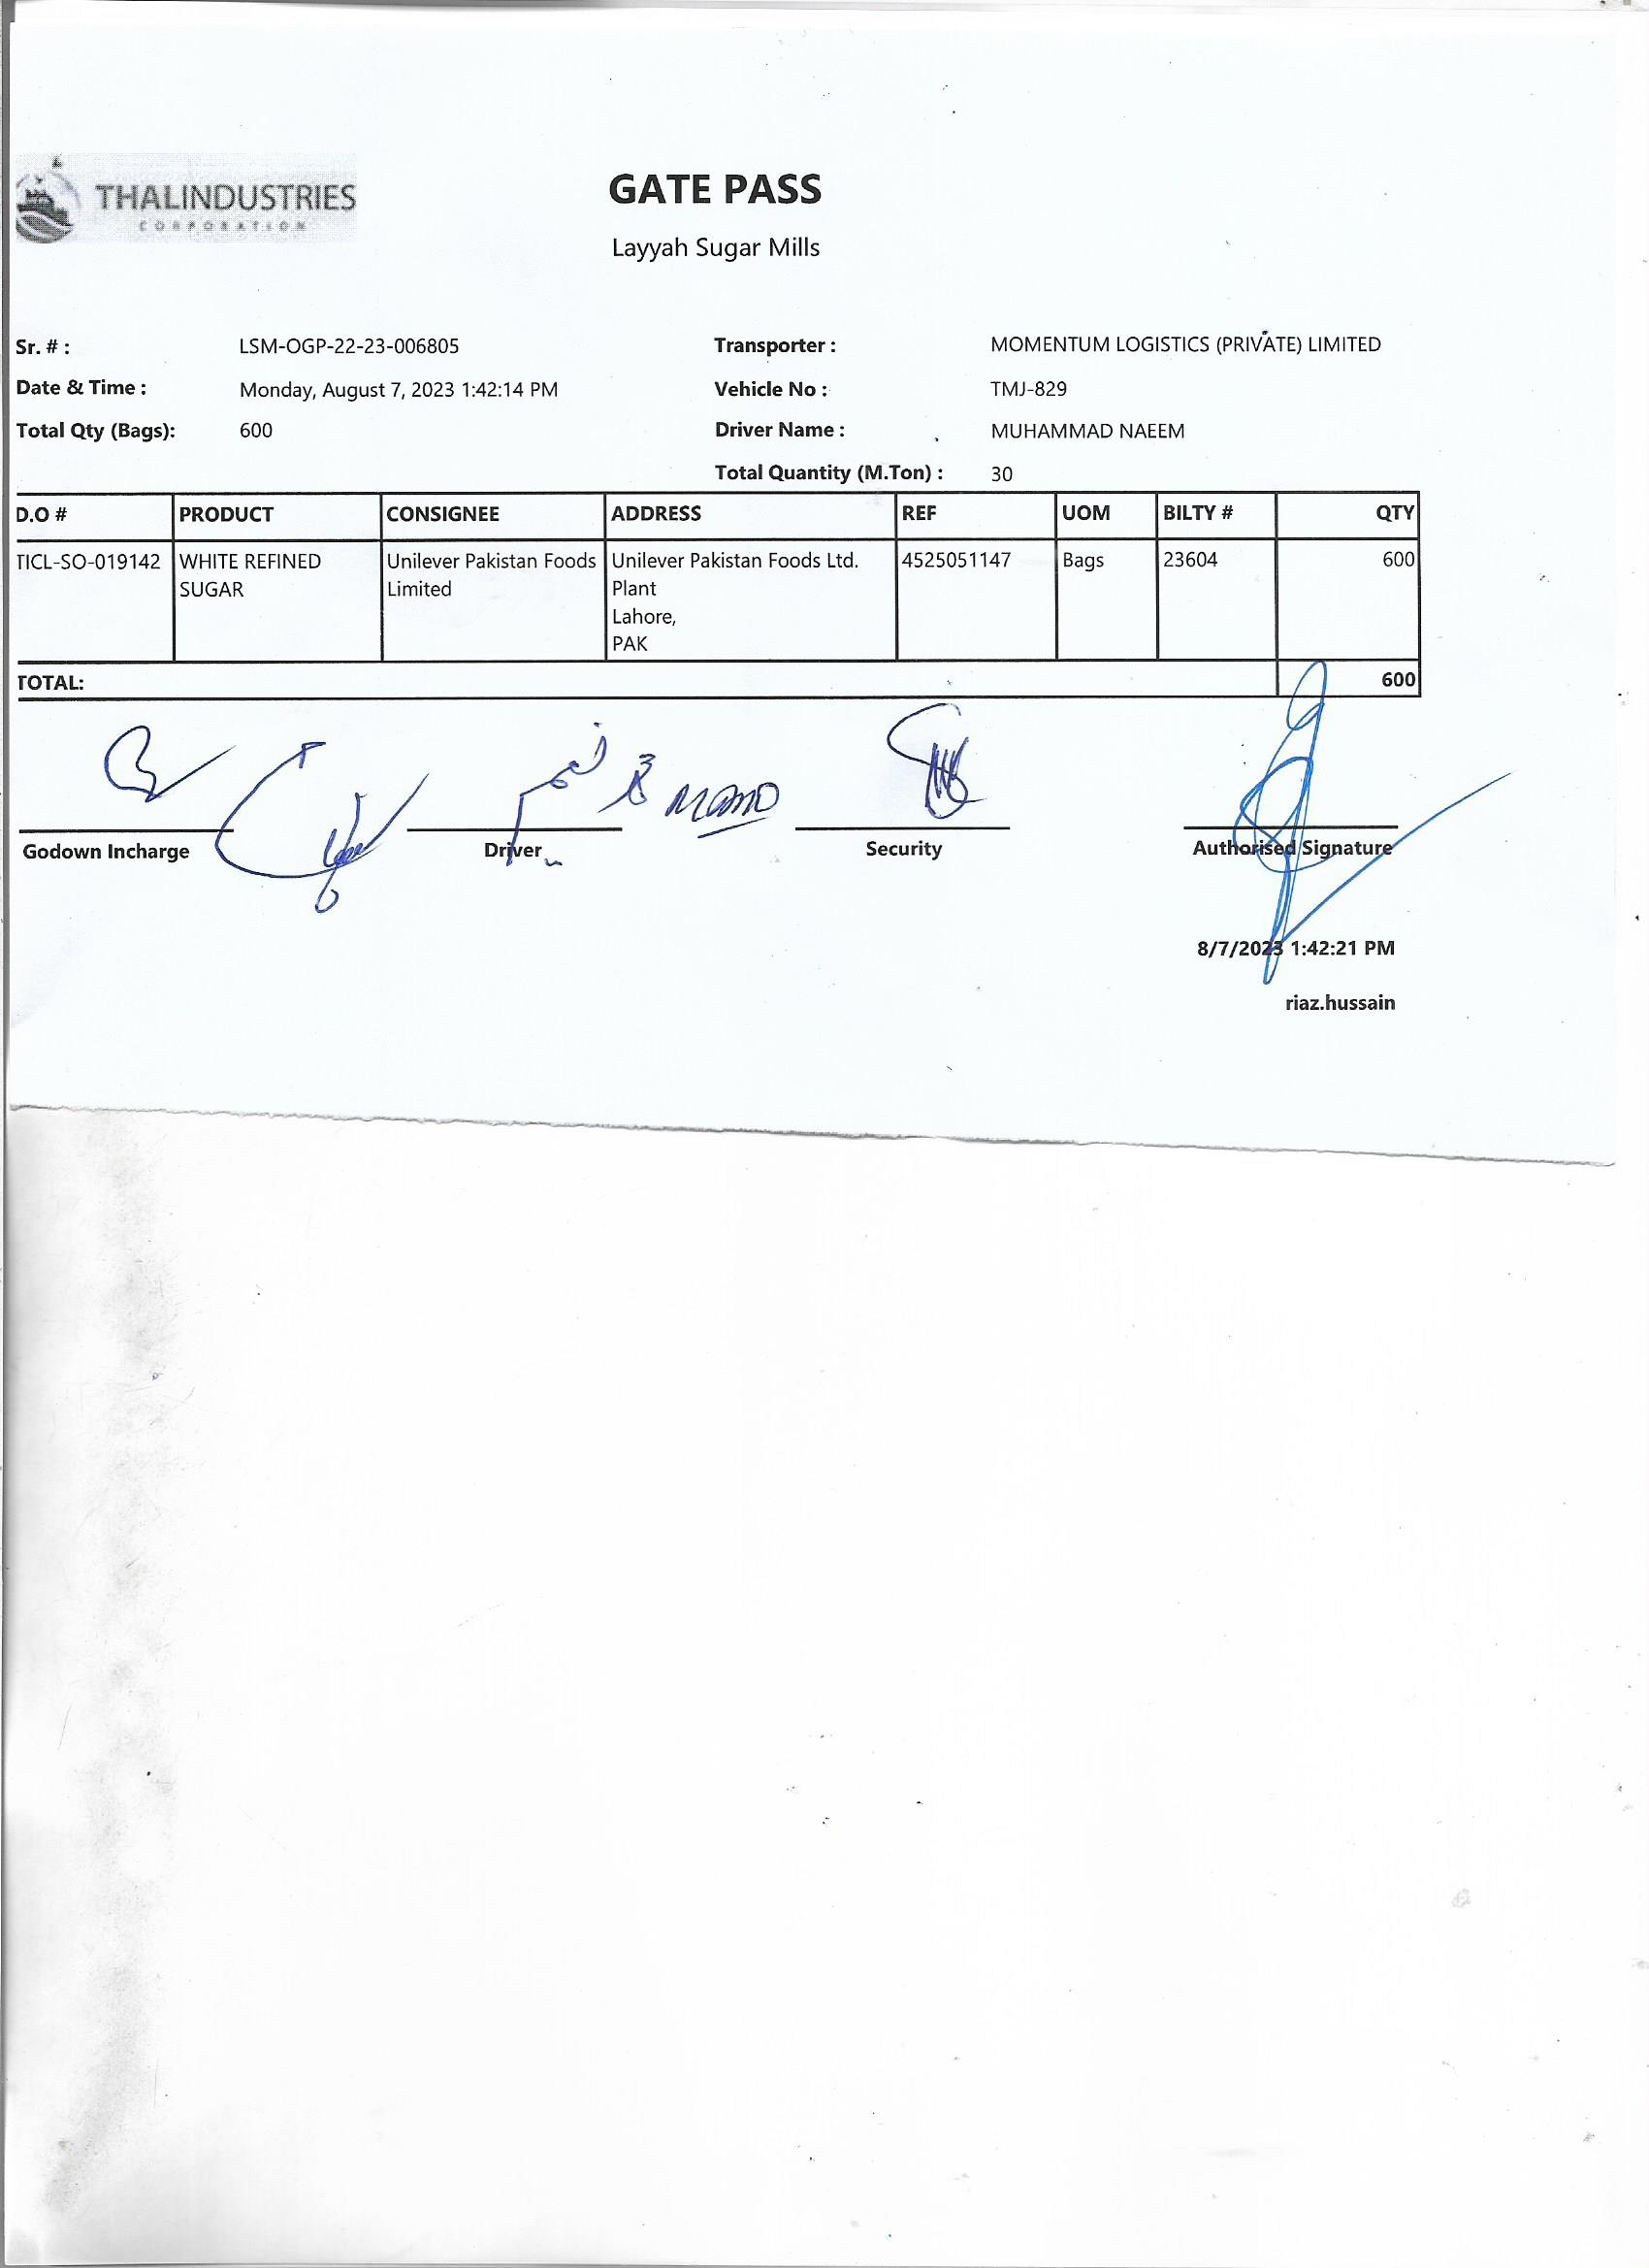 THALINDUSTRIES
CORPORATION
GATE PASS
Layyah Sugar Mills
Sr. # : LSM-OGP-22-23-006805 Transporter : MOMENTUM LOGISTICS (PRIVATE) LIMITED
Date & Time : Monday, August 7, 2023 1:42:14 PM Vehicle No : TMJ-829
Total Qty (Bags): 600 Driver Name : MUHAMMAD NAEEM
Total Quantity (M.Ton) : 30
D.O # PRODUCT CONSIGNEE ADDRESS REF UOM BILTY # QTY
TICL-SO-019142 WHITE REFINED Unilever Pakistan Foods Unilever Pakistan Foods Ltd. 4525051147 Bags 23604 600
SUGAR Limited Plant
Lahore,
PAK
TOTAL: 600
Godown Incharge Driver Security Authorised Signature
8/7/2023 1:42:21 PM
riaz.hussain